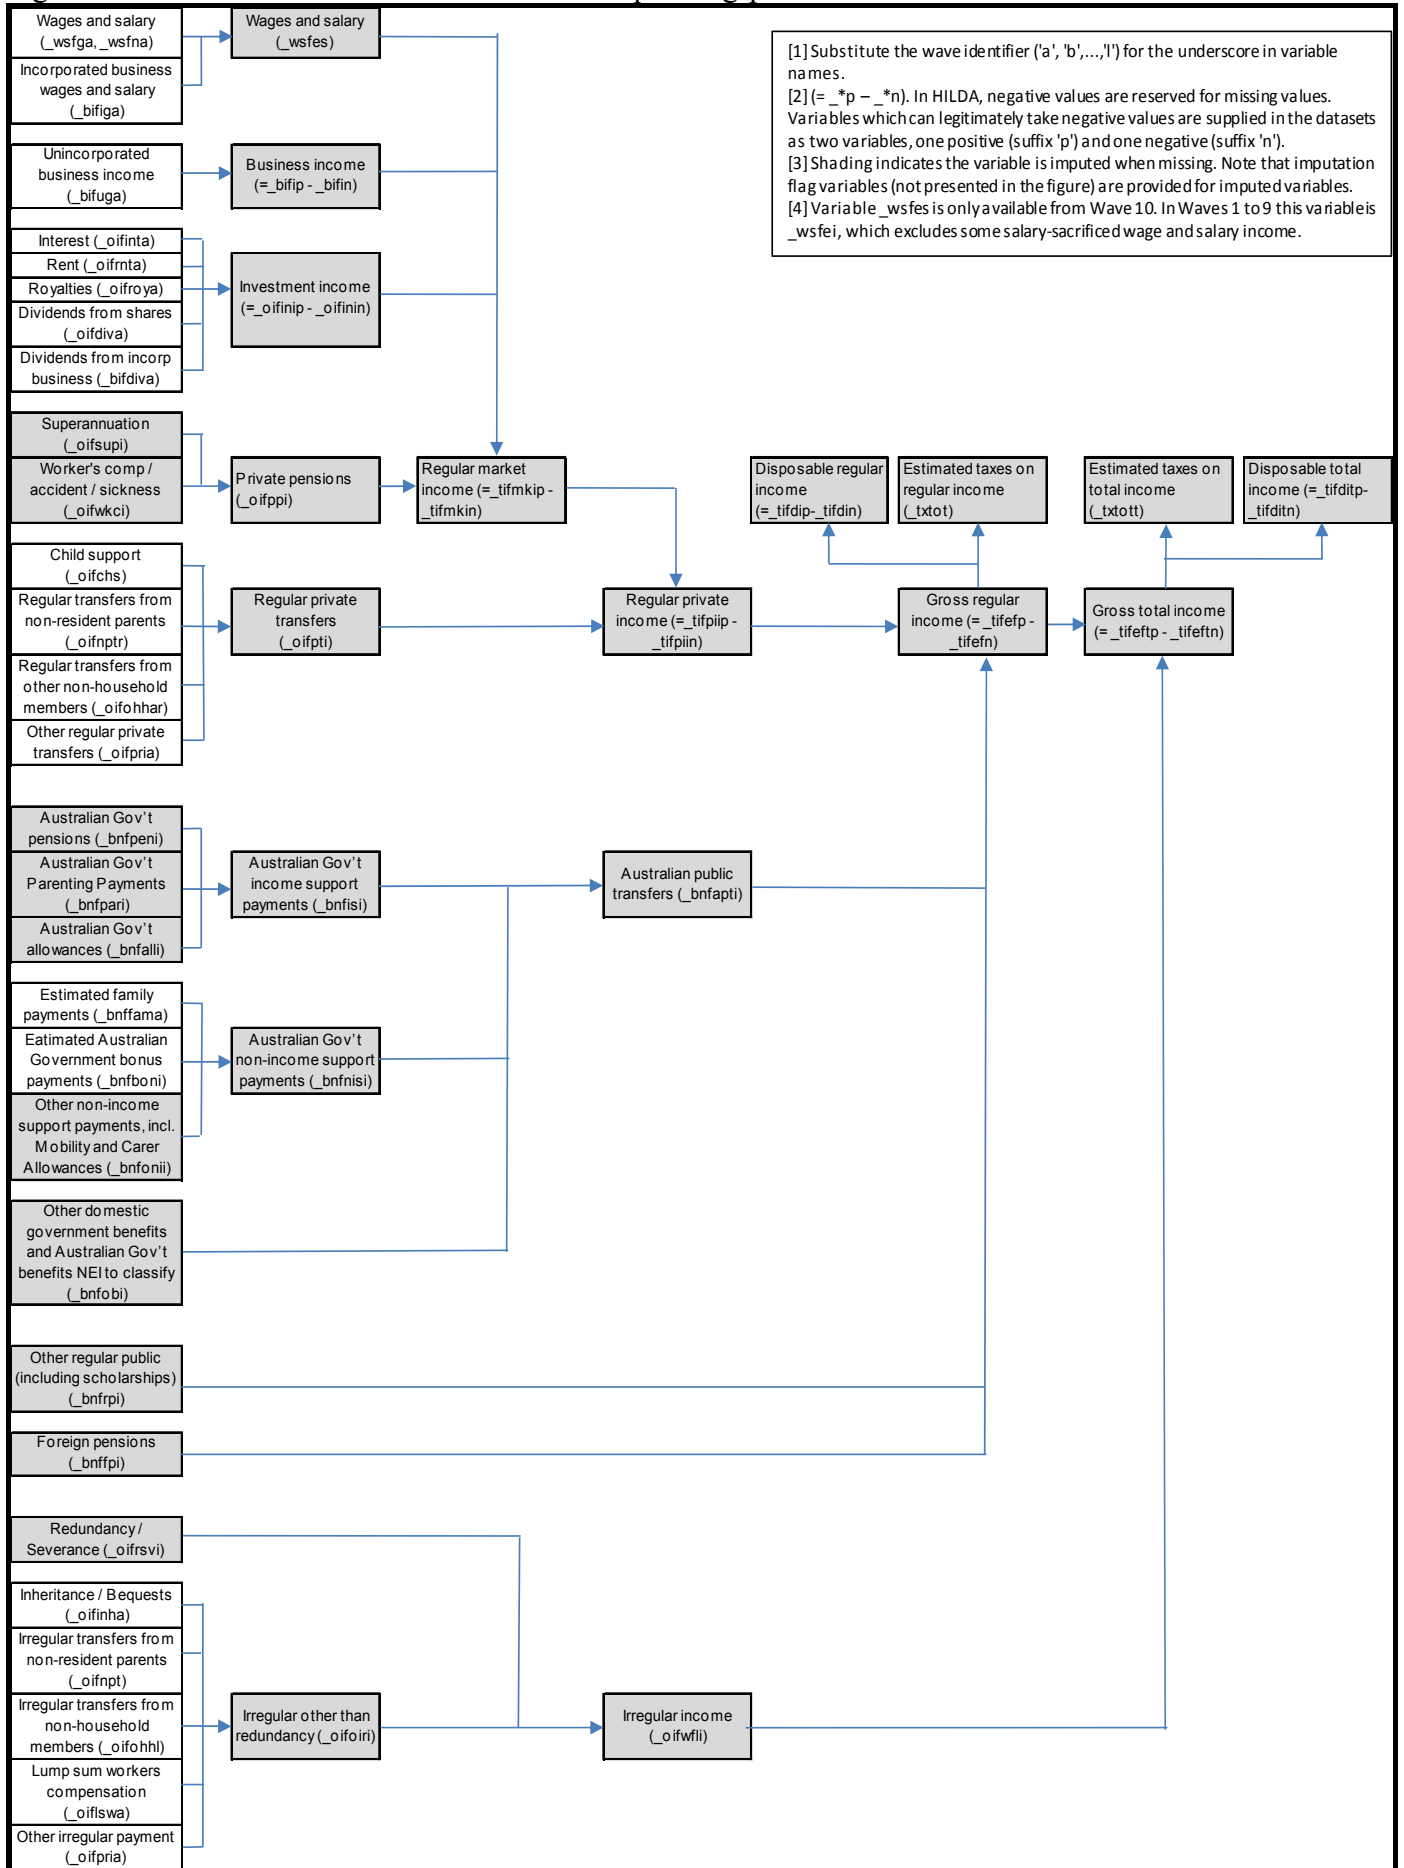 Wages and salary
(_wsfga, _wsfna)
Incorporated business
wages and salary
(_bifiga)
Wages and salary
(_wsfes)
[1] Substitute the wave identifier ('a', 'b',...,'l') for the underscore in variable
names.
[2] (= _*p – _*n). In HILDA, negative values are reserved for missing values.
Variables which can legitimately take negative values are supplied in the datasets
as two variables, one positive (suffix 'p') and one negative (suffix 'n').
[3] Shading indicates the variable is imputed when missing. Note that imputation
flag variables (not presented in the figure) are provided for imputed variables.
[4] Variable _wsfes is only available from Wave 10. In Waves 1 to 9 this variable is
_wsfei, which excludes some salary-sacrificed wage and salary income.
Unincorporated
business income
(_bifuga)
Business income
(=_bifip - _bifin)
Interest (_oifinta)
Rent (_oifrnta)
Royalties (_oifroya)
Dividends from shares
(_oifdiva)
Dividends from incorp
business (_bifdiva)
Investment income
(=_oifinip - _oifinin)
Superannuation
(_oifsupi)
Worker's comp /
accident / sickness
(_oifwkci)
Private pensions
(_oifppi)
Regular market
income (=_tifmkip -
_tifmkin)
Disposable regular
income
(=_tifdip-_tifdin)
Estimated taxes on
regular income
(_txtot)
Estimated taxes on
total income
(_txtott)
Disposable total
income (=_tifditp-
_tifditn)
Child support
(_oifchs)
Regular transfers from
non-resident parents
(_oifnptr)
Regular transfers from
other non-household
members (_oifohhar)
Other regular private
transfers (_oifpria)
Regular private
transfers
(_oifpti)
Regular private
income (=_tifpiip -
_tifpiin)
Gross regular
income (= _tifefp -
_tifefn)
Gross total income
(= _tifeftp - _tifeftn)
Australian Gov't
pensions (_bnfpeni)
Australian Gov't
Parenting Payments
(_bnfpari)
Australian Gov't
allowances (_bnfalli)
Australian Gov't
income support
payments (_bnfisi)
Australian public
transfers (_bnfapti)
Estimated family
payments (_bnffama)
Eatimated Australian
Government bonus
payments (_bnfboni)
Other non-income
support payments, incl.
Mobility and Carer
Allowances (_bnfonii)
Australian Gov't
non-income support
payments (_bnfnisi)
Other domestic
government benefits
and Australian Gov't
benefits NEI to classify
(_bnfobi)
Other regular public
(including scholarships)
(_bnfrpi)
Foreign pensions
(_bnffpi)
Redundancy /
Severance (_oifrsvi)
Inheritance / Bequests
(_oifinha)
Irregular transfers from
non-resident parents
(_oifnpt)
Irregular transfers from
non-household
members (_oifohhl)
Lump sum workers
compensation
(_oiflswa)
Other irregular payment
(_oifpria)
Irregular other than
redundancy (_oifoiri)
Irregular income
(_oifwfli)